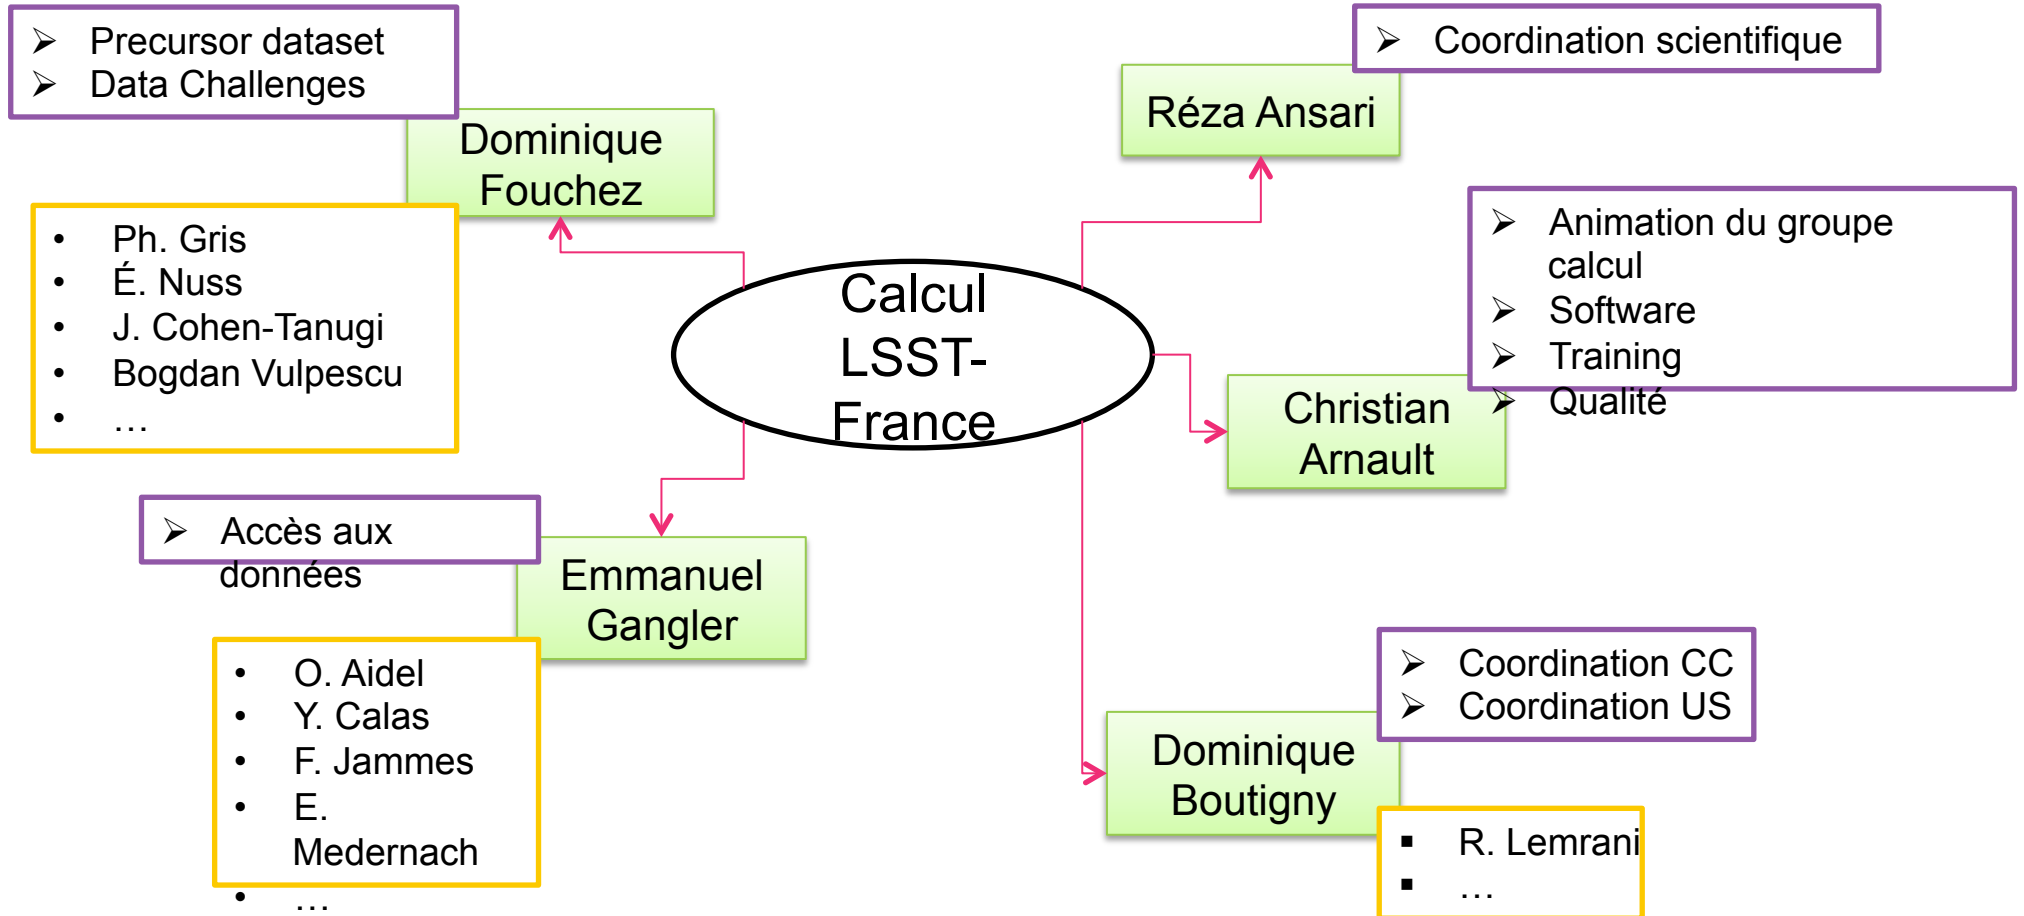 ➢ Precursor dataset
➢ Data Challenges
Dominique
Fouchez
• Ph. Gris
• É. Nuss
• J. Cohen-Tanugi
• Bogdan Vulpescu
• …
➢ Coordination scientifique
Réza Ansari
➢ Animation du groupe
calcul
➢ Software
➢ Training
➢ Qualité
Christian
Arnault
Calcul
LSST-
France
➢ Accès aux
données
Emmanuel
Gangler
• O. Aidel
• Y. Calas
• F. Jammes
• E.
Medernach
• …
➢ Coordination CC
➢ Coordination US
Dominique
Boutigny
▪ R. Lemrani
▪ …